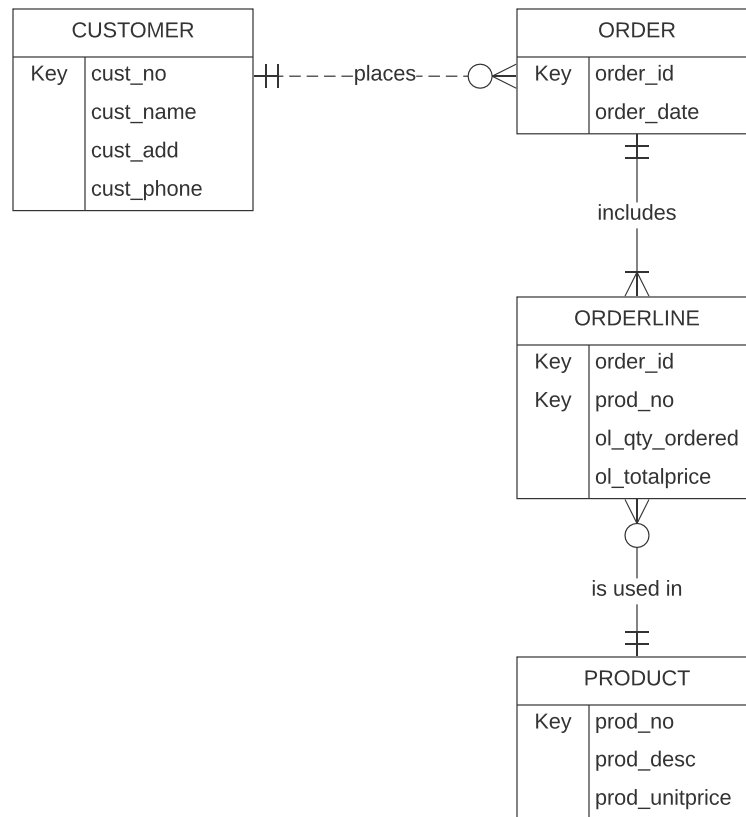 CUSTOMER
Key cust_no
cust_name
cust_add
cust_phone
places
ORDER
Key order_id
order_date
includes
ORDERLINE
Key order_id
Key prod_no
ol_qty_ordered
ol_totalprice
is used in
PRODUCT
Key prod_no
prod_desc
prod_unitprice